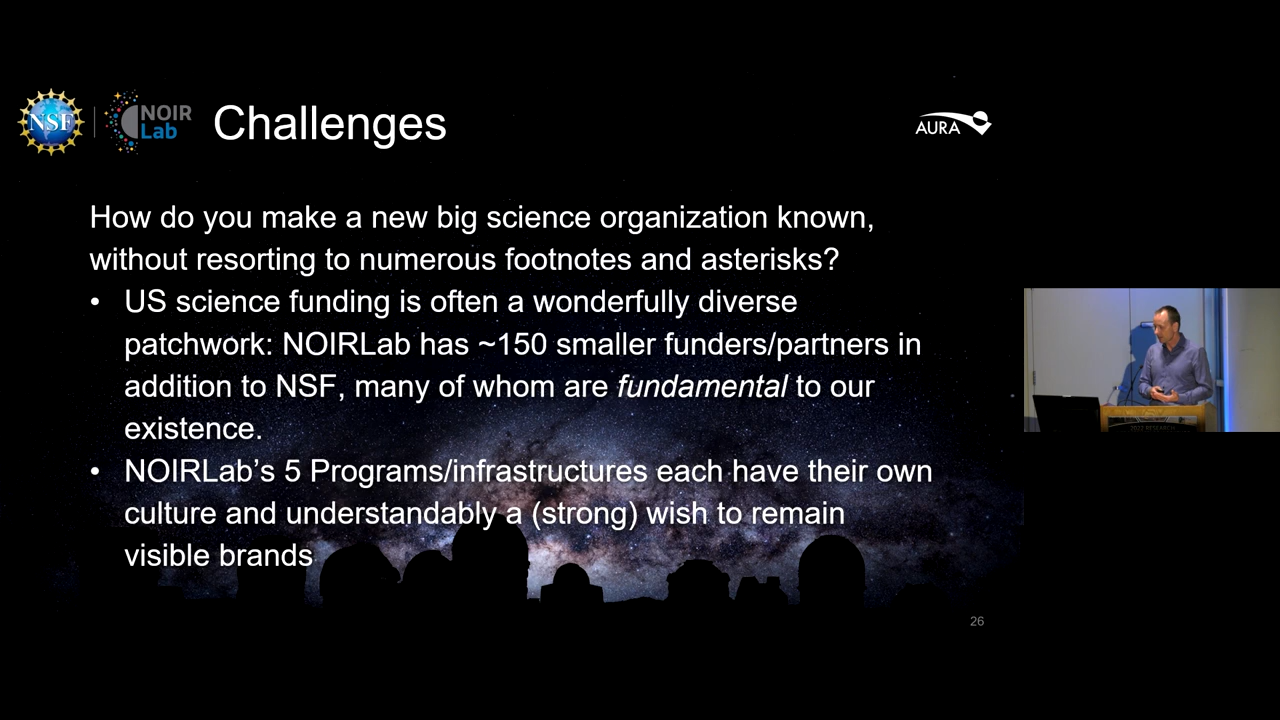 NSF
NOIR
Lab
Challenges
AURA
How do you make a new big science organization known,
without resorting to numerous footnotes and asterisks?
• US science funding is often a wonderfully diverse
patchwork: NOIRLab has ~150 smaller funders/partners in
addition to NSF, many of whom are fundamental to our
existence.
• NOIRLab’s 5 Programs/infrastructures each have their own
culture and understandably a (strong) wish to remain
visible brands
26